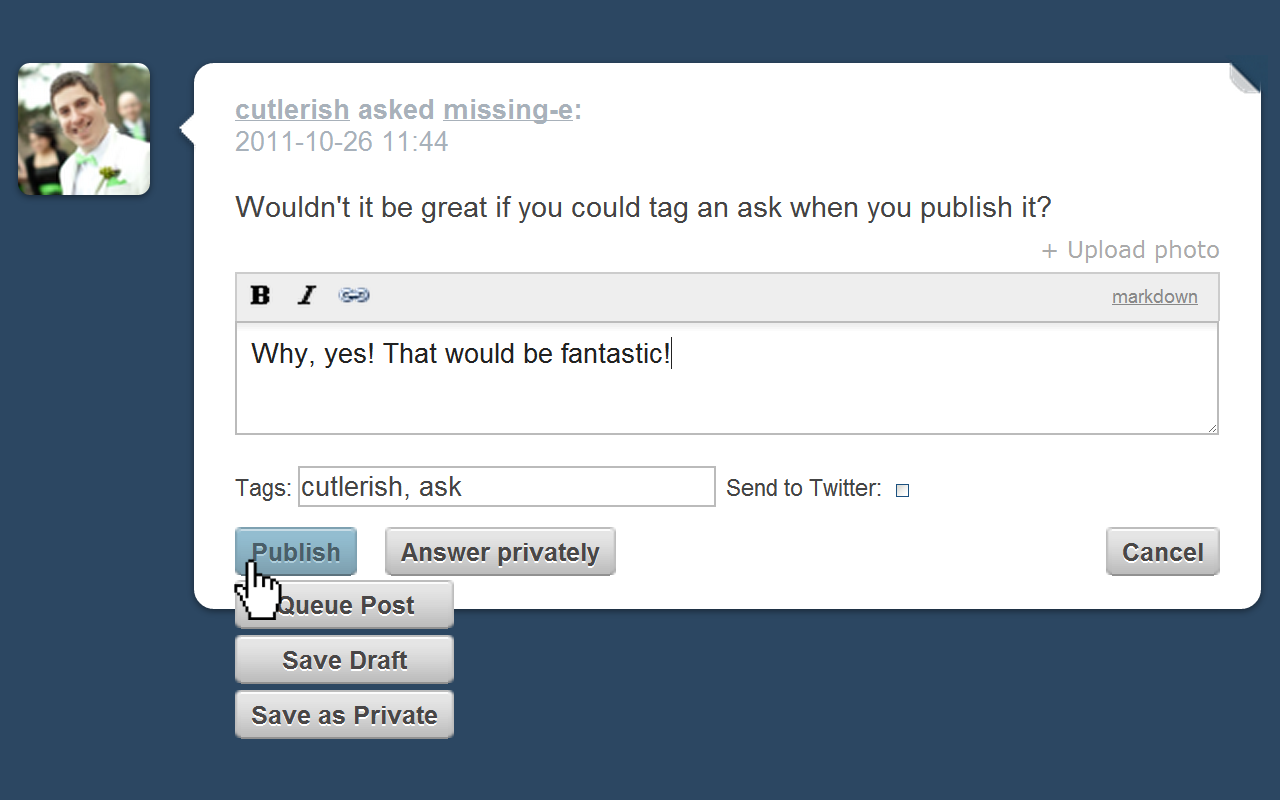 cutlerish asked missing-e:
2011-10-26 11:44
Wouldn't it be great if you could tag an ask when you publish it?
+ Upload photo
B I markdown
Why, yes! That would be fantastic!
Tags: cutlerish, ask Send to Twitter:
Publish Answer privately Cancel
Queue Post
Save Draft
Save as Private